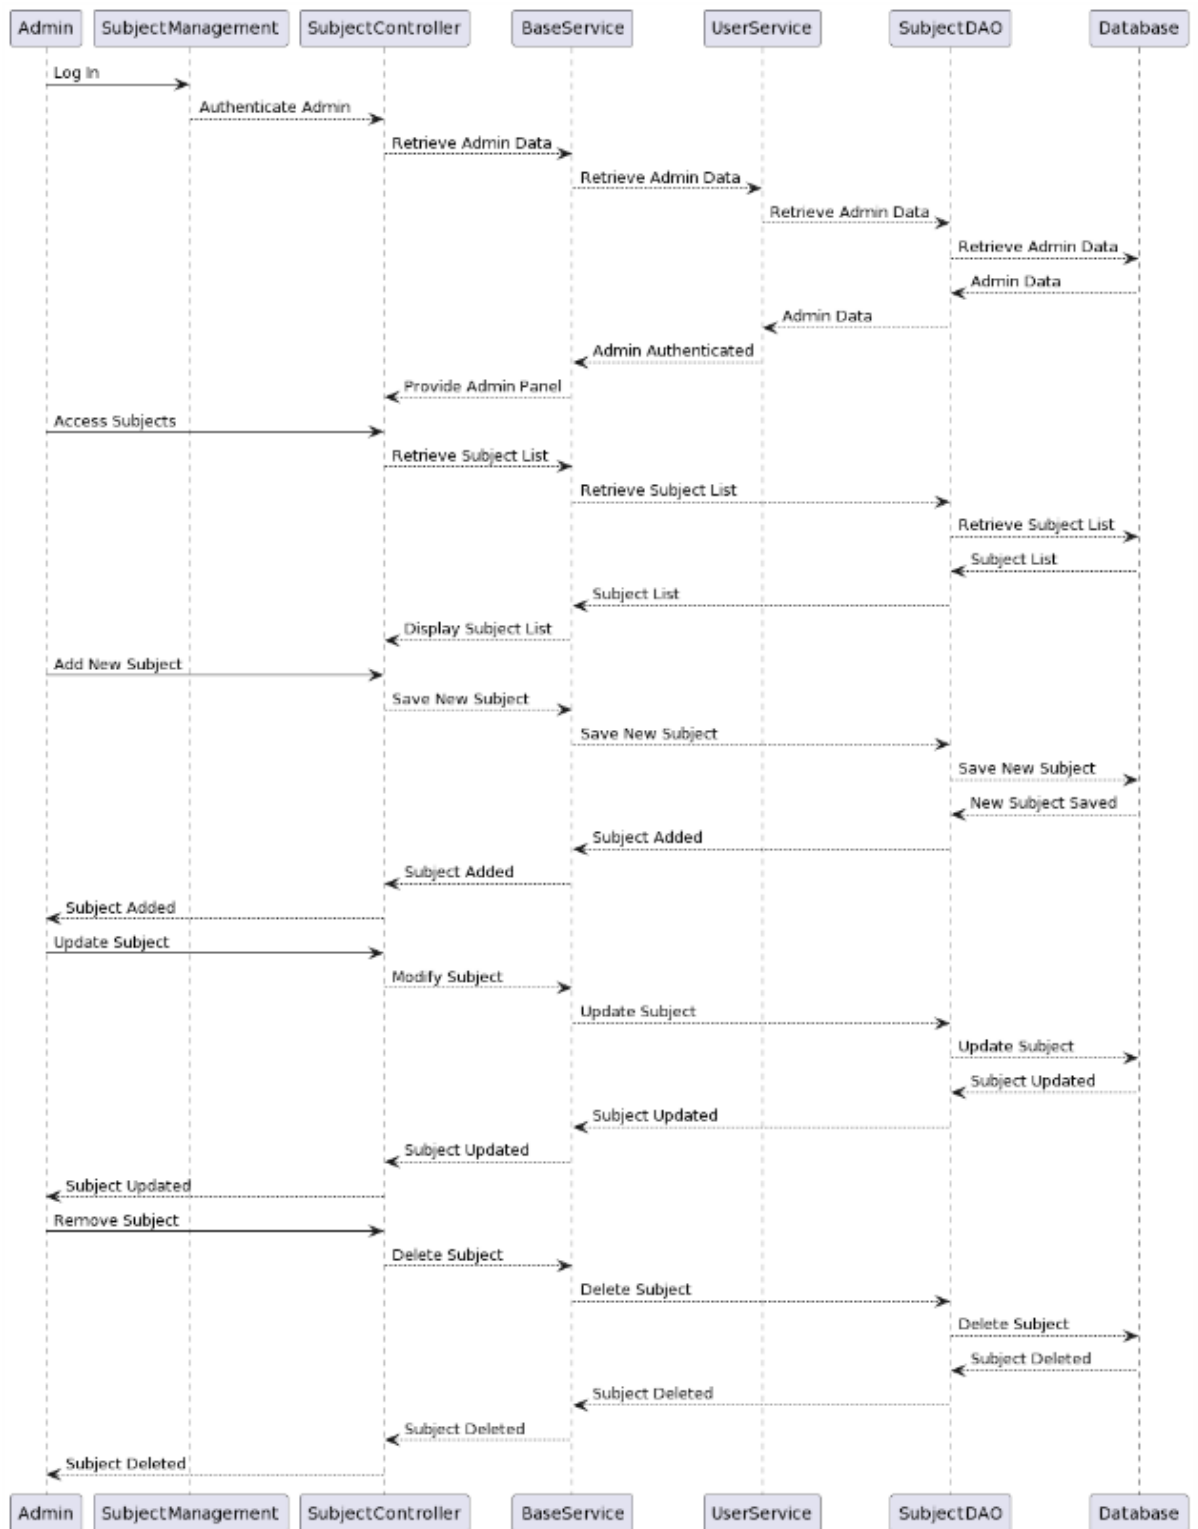 Admin SubjectManagement SubjectController BaseService UserService SubjectDAO Database
Log In
Authenticate Admin
Retrieve Admin Data
Retrieve Admin Data
Retrieve Admin Data
Retrieve Admin Data
Admin Data
Admin Data
Admin Authenticated
Provide Admin Panel
Access Subjects
Retrieve Subject List
Retrieve Subject List
Retrieve Subject List
Subject List
Subject List
Display Subject List
Add New Subject
Save New Subject
Save New Subject
Save New Subject
New Subject Saved
Subject Added
Subject Added
Subject Added
Update Subject
Modify Subject
Update Subject
Update Subject
Subject Updated
Subject Updated
Subject Updated
Subject Updated
Remove Subject
Delete Subject
Delete Subject
Delete Subject
Subject Deleted
Subject Deleted
Subject Deleted
Subject Deleted
Admin SubjectManagement SubjectController BaseService UserService SubjectDAO Database